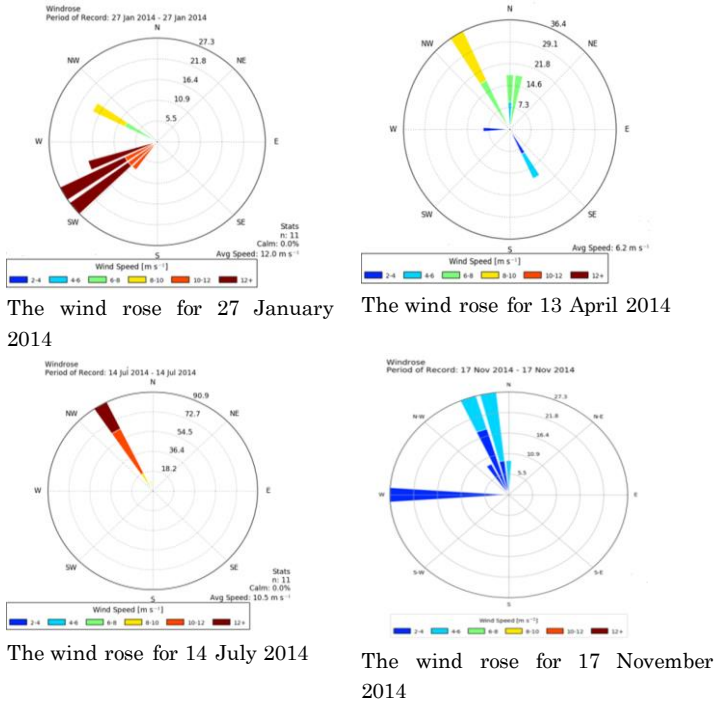 Windrose
Period of Record: 27 Jan 2014 - 27 Jan 2014
N
27.3
NW
NE
21.8
16.4
10.9
5.5
W
E
SW
SE
S
Stats
n: 11
Calm: 0.0%
Avg Speed: 12.0 m s⁻¹
Wind Speed [m s⁻¹]
2-4 4-6 6-8 8-10 10-12 12+
The wind rose for 27 January
2014
N
36.4
NW
NE
29.1
21.8
14.6
7.3
W
E
SW
SE
S
Avg Speed: 6.2 m s⁻¹
Wind Speed [m s⁻¹]
2-4 4-6 6-8 8-10 10-12 12+
The wind rose for 13 April 2014
Windrose
Period of Record: 14 Jul 2014 - 14 Jul 2014
N
90.9
NW
NE
72.7
54.5
36.4
18.2
W
E
SW
SE
S
Stats
n: 11
Calm: 0.0%
Avg Speed: 10.5 m s⁻¹
Wind Speed [m s⁻¹]
2-4 4-6 6-8 8-10 10-12 12+
The wind rose for 14 July 2014
Windrose
Period of Record: 17 Nov 2014 - 17 Nov 2014
N
27.3
N-W
N-E
21.8
16.4
10.9
5.5
W
E
S-W
S-E
S
Wind Speed [m s⁻¹]
2-4 4-6 6-8 8-10 10-12 12+
The wind rose for 17 November
2014